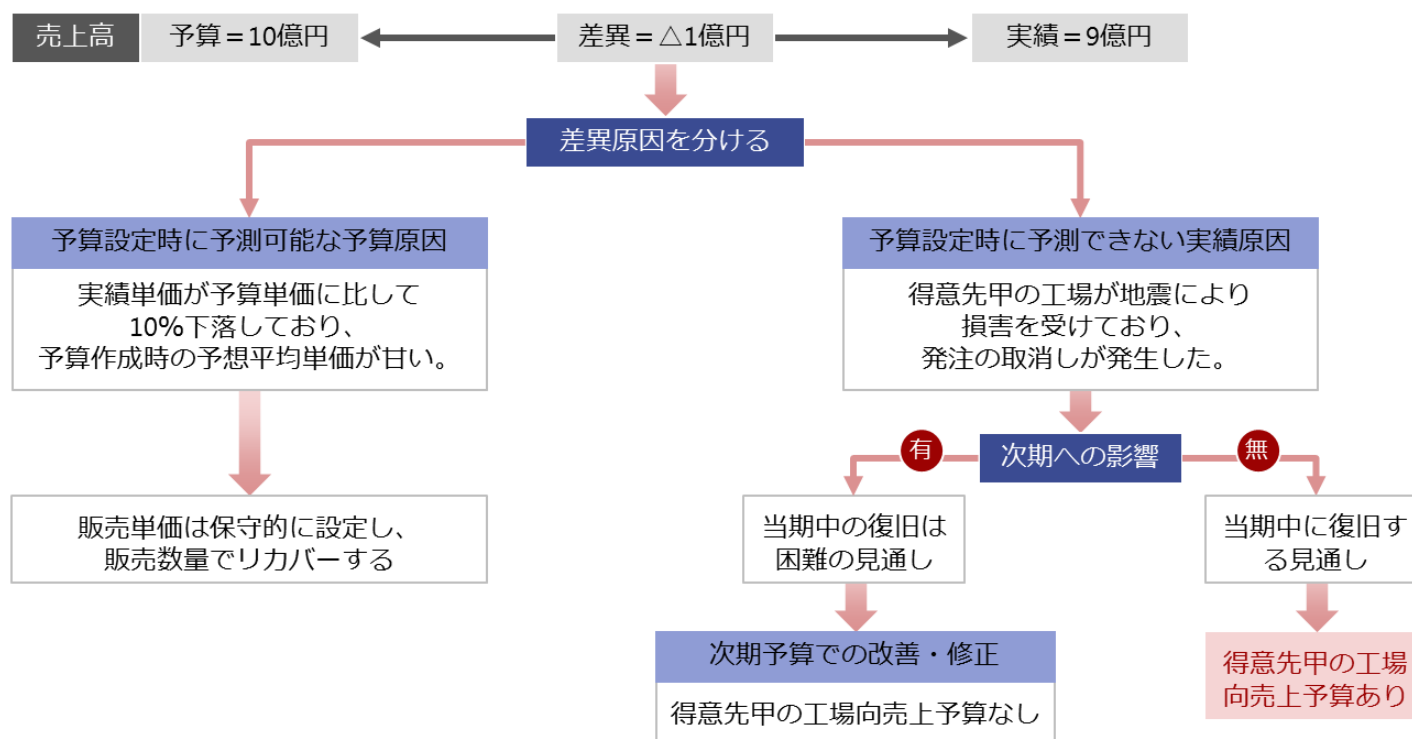 売上高
予算＝10億円
差異＝△1億円
実績＝9億円
差異原因を分ける
予算設定時に予測可能な予算原因
実績単価が予算単価に比して
10%下落しており、
予算作成時の予想平均単価が甘い。
販売単価は保守的に設定し、
販売数量でリカバーする
予算設定時に予測できない実績原因
得意先甲の工場が地震により
損害を受けており、
発注の取消しが発生した。
次期への影響
有
無
当期中の復旧は
困難の見通し
当期中に復旧す
る見通し
次期予算での改善・修正
得意先甲の工場向売上予算なし
得意先甲の工場
向売上予算あり